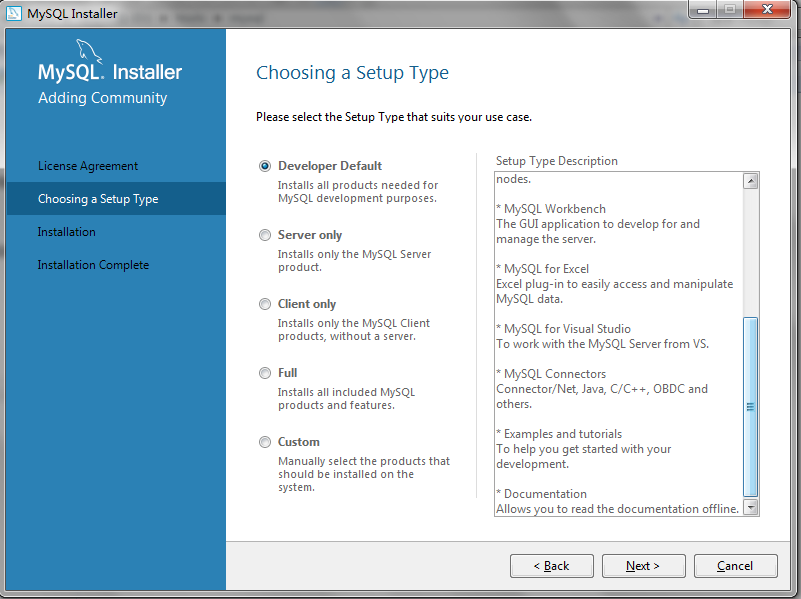 MySQL Installer
MySQL. Installer
Adding Community
License Agreement
Choosing a Setup Type
Installation
Installation Complete
Choosing a Setup Type
Please select the Setup Type that suits your use case.
Developer Default
Installs all products needed for
MySQL development purposes.
Server only
Installs only the MySQL Server
product.
Client only
Installs only the MySQL Client
products, without a server.
Full
Installs all included MySQL
products and features.
Custom
Manually select the products that
should be installed on the
system.
Setup Type Description
nodes.
* MySQL Workbench
The GUI application to develop for and
manage the server.
* MySQL for Excel
Excel plug-in to easily access and manipulate
MySQL data.
* MySQL for Visual Studio
To work with the MySQL Server from VS.
* MySQL Connectors
Connector/Net, Java, C/C++, OBDC and
others.
* Examples and tutorials
To help you get started with your
development.
* Documentation
Allows you to read the documentation offline.
< Back
Next >
Cancel